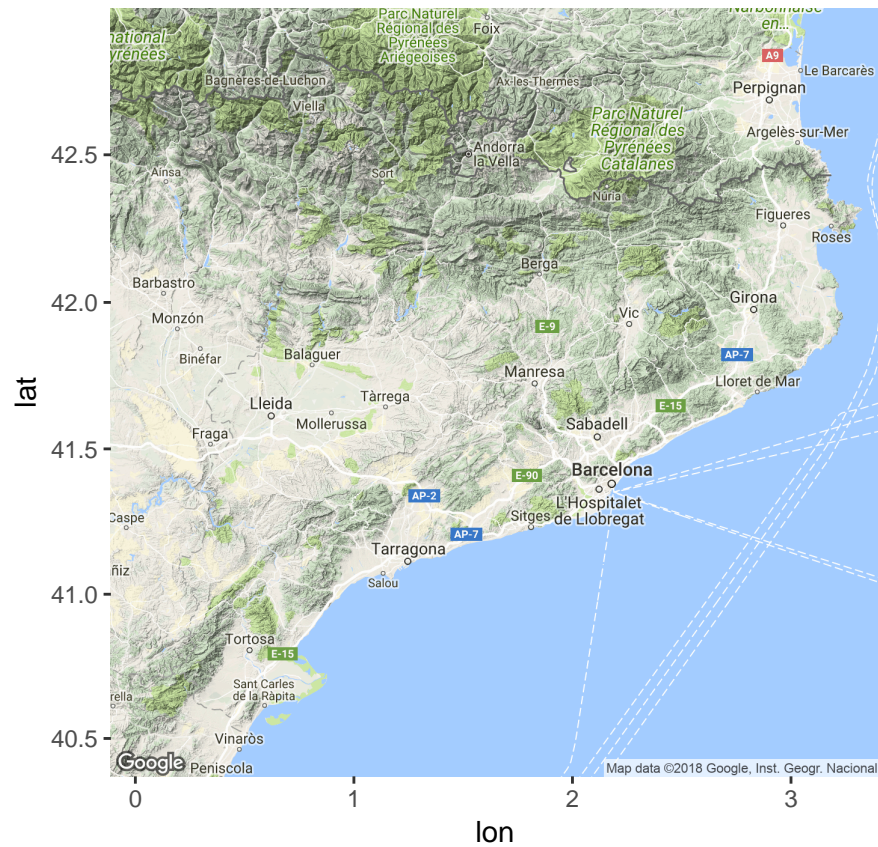 Narbonnaise
en...
Parc Naturel
Régional des
Pyrénées
Ariégeoises
Foix
national
Pyrénées
A9
Le Barcarès
Bagnères-de-Luchon
Ax-les-Thermes
Perpignan
Viella
Parc Naturel
Régional des
Pyrénées
Catalanes
Argelès-sur-Mer
Andorra
la Vella
42.5
Aínsa
Sort
Núria
Figueres
Roses
Berga
Barbastro
42.0
Girona
Monzón
Vic
E-9
Binéfar
Balaguer
AP-7
Manresa
Lloret de Mar
Lleida
Tàrrega
E-15
Mollerussa
Sabadell
Fraga
41.5
Barcelona
E-90
AP-2
L'Hospitalet
de Llobregat
Caspe
Sitges
AP-7
Tarragona
ñiz
Salou
41.0
Tortosa
E-15
Sant Carles
de la Ràpita
rella
40.5
Vinaròs
Google
Peniscola
Map data ©2018 Google, Inst. Geogr. Nacional
0
1
2
3
lon
lat